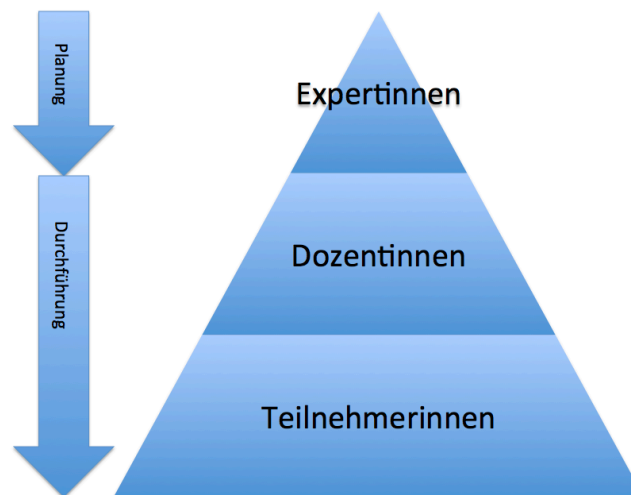 Planung
Expertinnen
Durchführung
Dozentinnen
Teilnehmerinnen